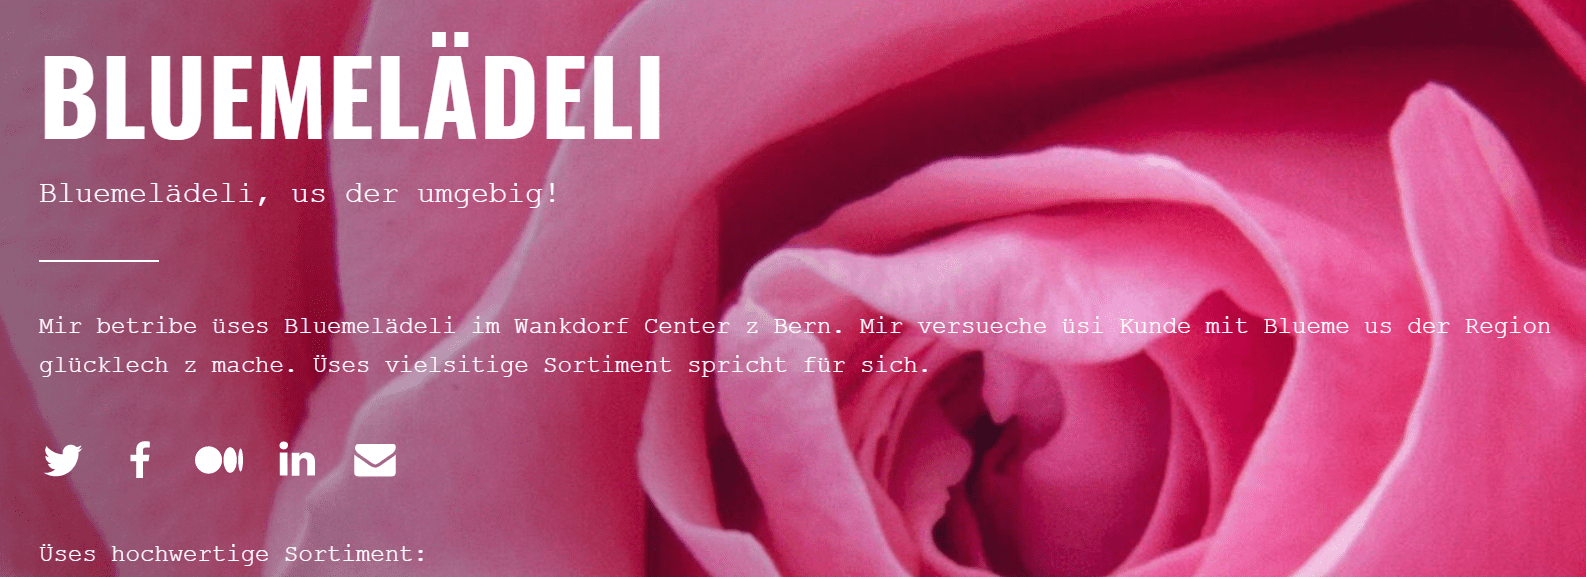 BLUEMELÄDELI
Bluemelädeli, us der umgebig!
Mir betribe üses Bluemelädeli im Wankdorf Center z Bern. Mir versueche üsi Kunde mit Blueme us der Region
glücklech z mache. Üses vielsitige Sortiment spricht für sich.
in
Üses hochwertige Sortiment: